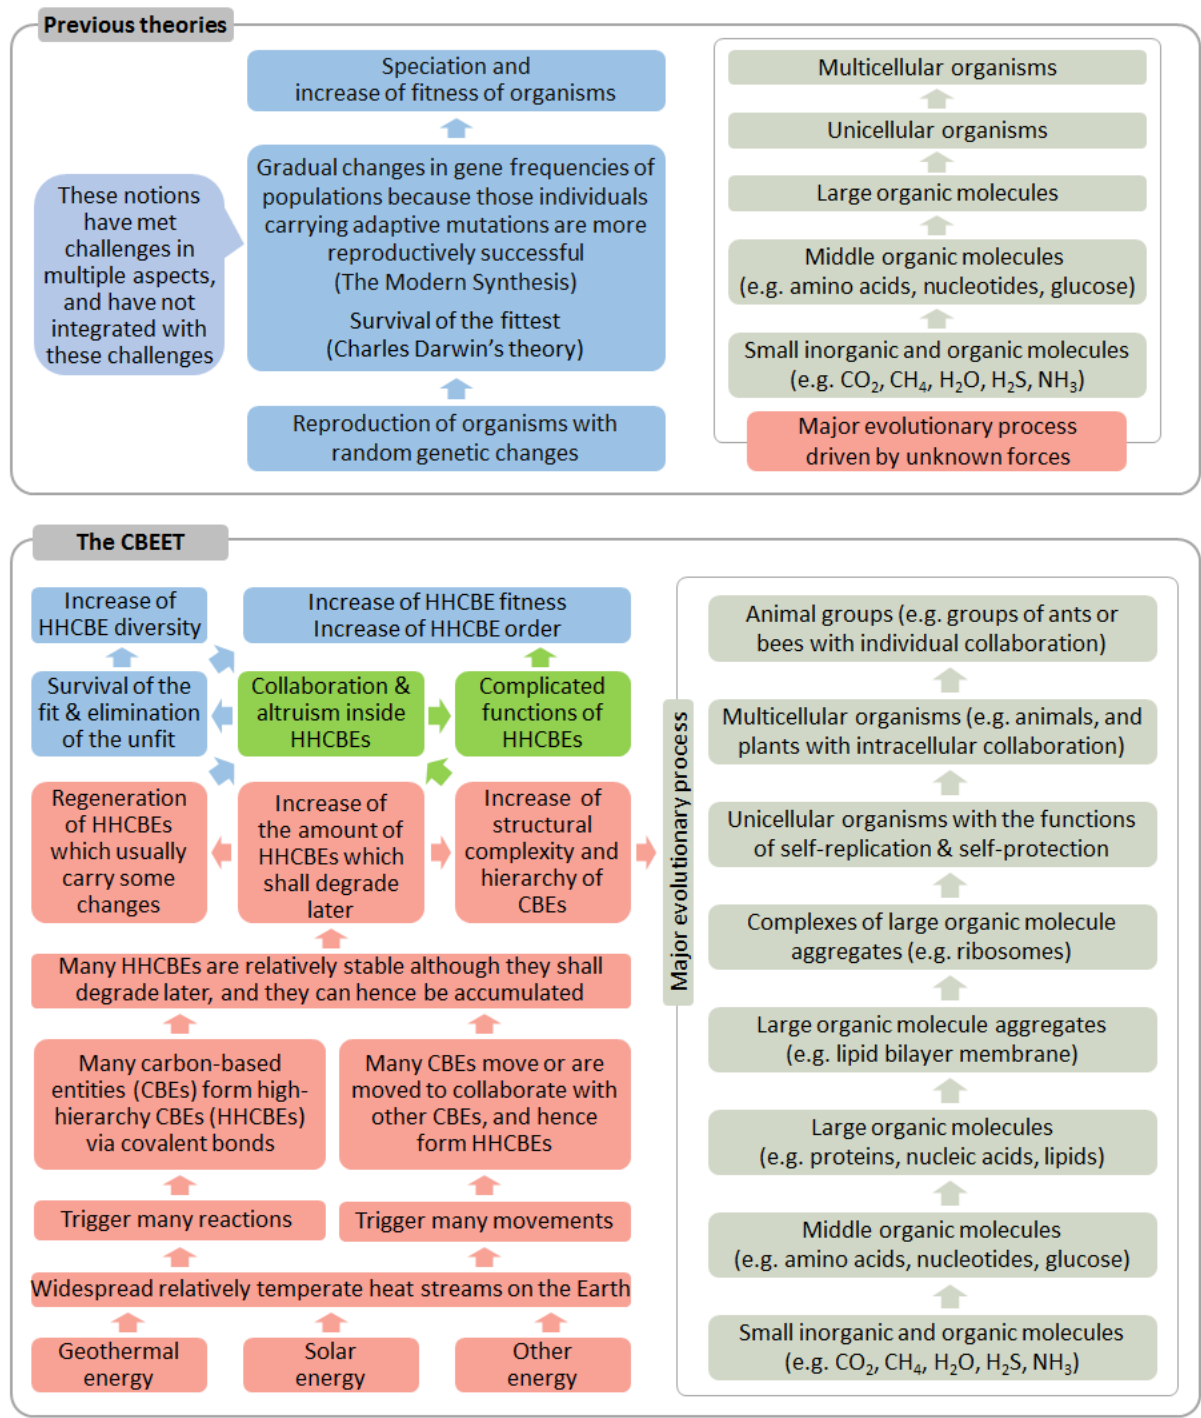 Previous theories
Speciation and
increase of fitness of organisms
Gradual changes in gene frequencies of
populations because those individuals
carrying adaptive mutations are more
reproductively successful
(The Modern Synthesis)
Survival of the fittest
(Charles Darwin's theory)
Reproduction of organisms with
random genetic changes
These notions
have met
challenges in
multiple aspects,
and have not
integrated with
these challenges
Multicellular organisms
Unicellular organisms
Large organic molecules
Middle organic molecules
(e.g. amino acids, nucleotides, glucose)
Small inorganic and organic molecules
(e.g. CO₂, CH₄, H₂O, H₂S, NH₃)
Major evolutionary process
driven by unknown forces
The CBEET
Increase of
HHCBE diversity
Increase of HHCBE fitness
Increase of HHCBE order
Survival of the
fit & elimination
of the unfit
Collaboration &
altruism inside
HHCBEs
Complicated
functions of
HHCBEs
Regeneration
of HHCBEs
which usually
carry some
changes
Increase of
the amount of
HHCBEs which
shall degrade
later
Increase of
structural
complexity and
hierarchy of
CBEs
Many HHCBEs are relatively stable although they shall
degrade later, and they can hence be accumulated
Many carbon-based
entities (CBEs) form high-
hierarchy CBEs (HHCBEs)
via covalent bonds
Many CBEs move or are
moved to collaborate with
other CBEs, and hence
form HHCBEs
Trigger many reactions
Trigger many movements
Widespread relatively temperate heat streams on the Earth
Geothermal
energy
Solar
energy
Other
energy
Major evolutionary process
Animal groups (e.g. groups of ants or
bees with individual collaboration)
Multicellular organisms (e.g. animals, and
plants with intracellular collaboration)
Unicellular organisms with the functions
of self-replication & self-protection
Complexes of large organic molecule
aggregates (e.g. ribosomes)
Large organic molecule aggregates
(e.g. lipid bilayer membrane)
Large organic molecules
(e.g. proteins, nucleic acids, lipids)
Middle organic molecules
(e.g. amino acids, nucleotides, glucose)
Small inorganic and organic molecules
(e.g. CO₂, CH₄, H₂O, H₂S, NH₃)